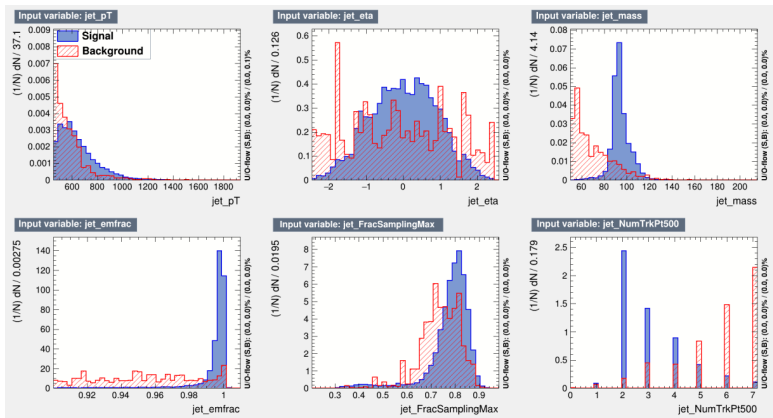 Input variable: jet_pT
(1/N) dN / 37.1
0.009
0.008
0.007
0.006
0.005
0.004
0.003
0.002
0.001
0
Signal
Background
600 800 1000 1200 1400 1600 1800
jet_pT
U/O-flow (S,B): (0.0, 0.0)% / (0.0, 0.1)%
Input variable: jet_eta
(1/N) dN / 0.126
0.6
0.5
0.4
0.3
0.2
0.1
0
−2 −1 0 1 2
jet_eta
U/O-flow (S,B): (0.0, 0.0)% / (0.0, 0.0)%
Input variable: jet_mass
(1/N) dN / 4.14
0.08
0.07
0.06
0.05
0.04
0.03
0.02
0.01
0
60 80 100 120 140 160 180 200
jet_mass
U/O-flow (S,B): (0.0, 0.0)% / (0.0, 0.0)%
Input variable: jet_emfrac
(1/N) dN / 0.00275
140
120
100
80
60
40
20
0
0.92 0.94 0.96 0.98 1
jet_emfrac
U/O-flow (S,B): (0.0, 0.0)% / (0.0, 0.0)%
Input variable: jet_FracSamplingMax
(1/N) dN / 0.0195
9
8
7
6
5
4
3
2
1
0
0.3 0.4 0.5 0.6 0.7 0.8 0.9
jet_FracSamplingMax
U/O-flow (S,B): (0.0, 0.0)% / (0.0, 0.0)%
Input variable: jet_NumTrkPt500
(1/N) dN / 0.179
2.5
2
1.5
1
0.5
0
0 1 2 3 4 5 6 7
jet_NumTrkPt500
U/O-flow (S,B): (0.0, 0.0)% / (0.0, 0.0)%